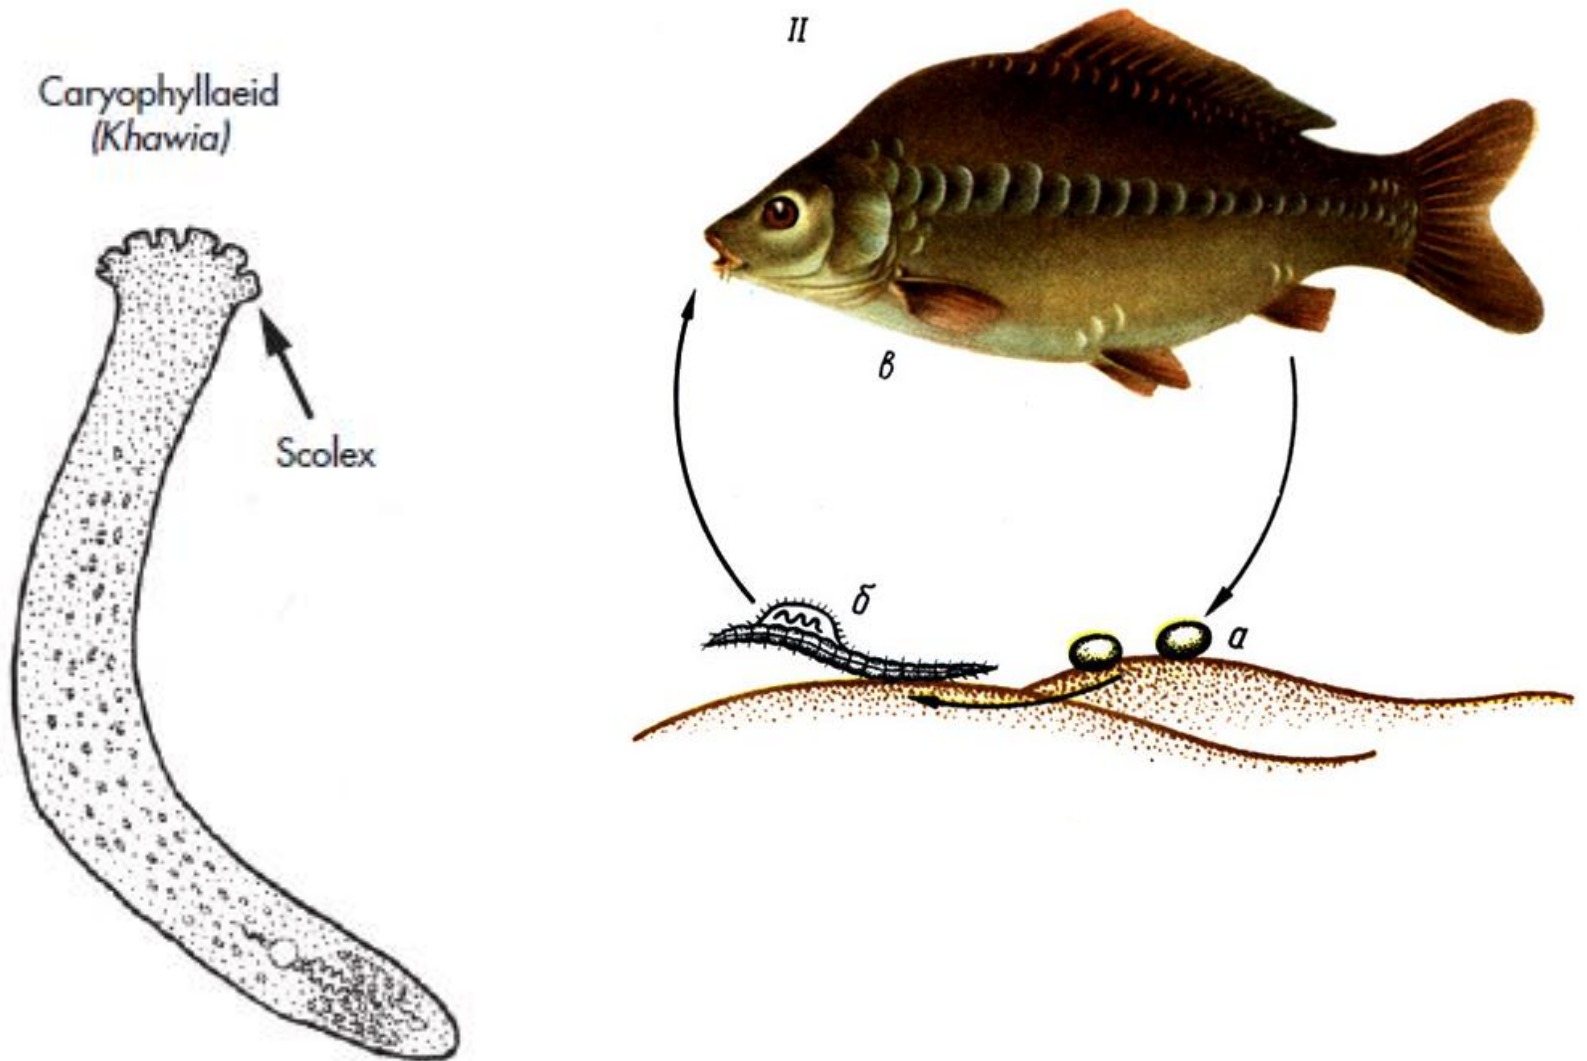 Caryophyllaeid
(Khawia)
Scolex
II
в
б
а